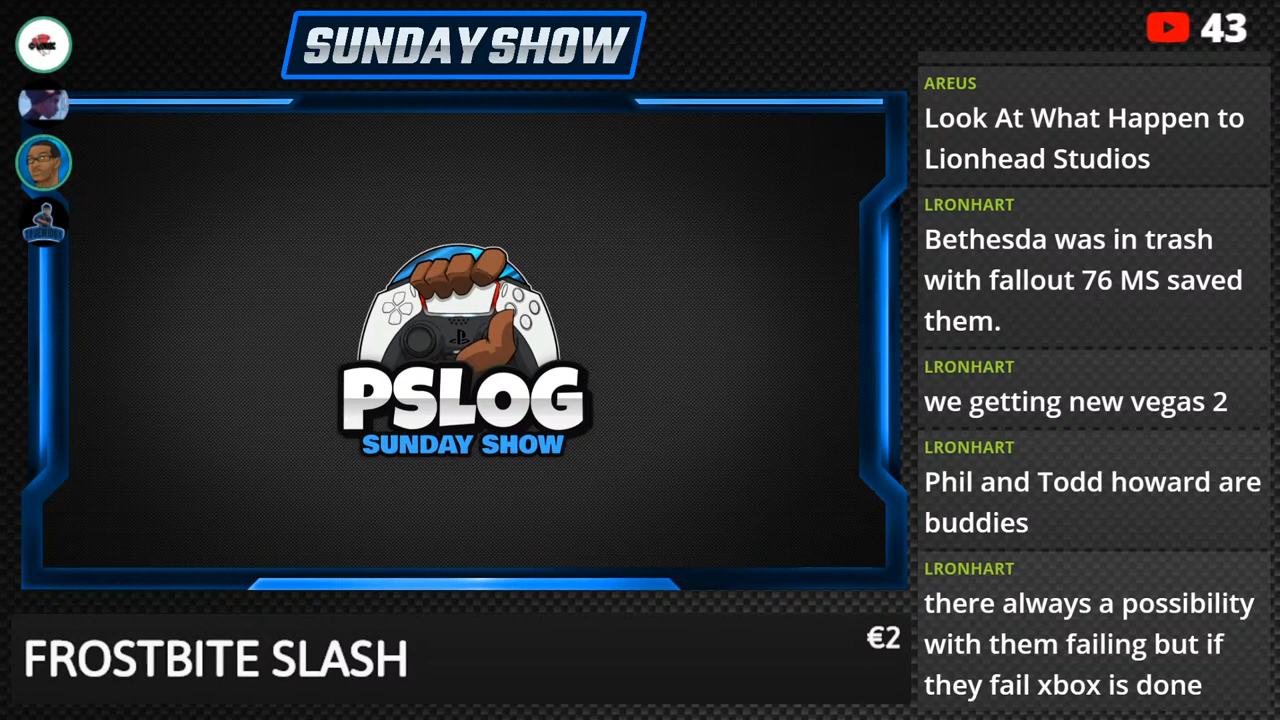 SUNDAY SHOW
43
PSLOG
SUNDAY SHOW
FROSTBITE SLASH
€2
AREUS
Look At What Happen to
Lionhead Studios
LRONHART
Bethesda was in trash
with fallout 76 MS saved
them.
LRONHART
we getting new vegas 2
LRONHART
Phil and Todd howard are
buddies
LRONHART
there always a possibility
with them failing but if
they fail xbox is done